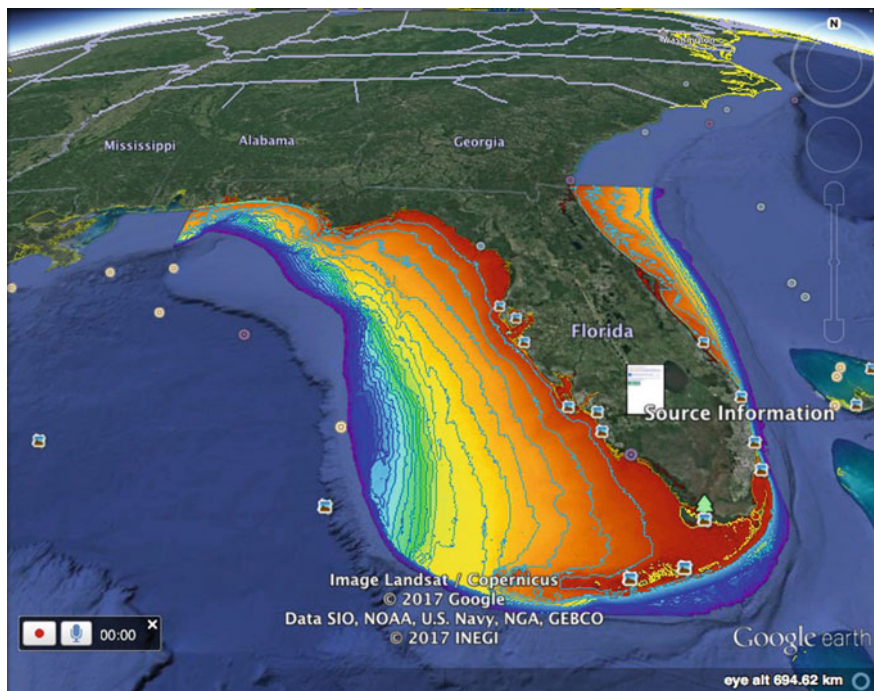 N
Washington
Mississippi
Alabama
Georgia
Florida
Source Information
Image Landsat / Copernicus
© 2017 Google
Data SIO, NOAA, U.S. Navy, NGA, GEBCO
© 2017 INEGI
00:00
Google earth
eye alt 694.62 km